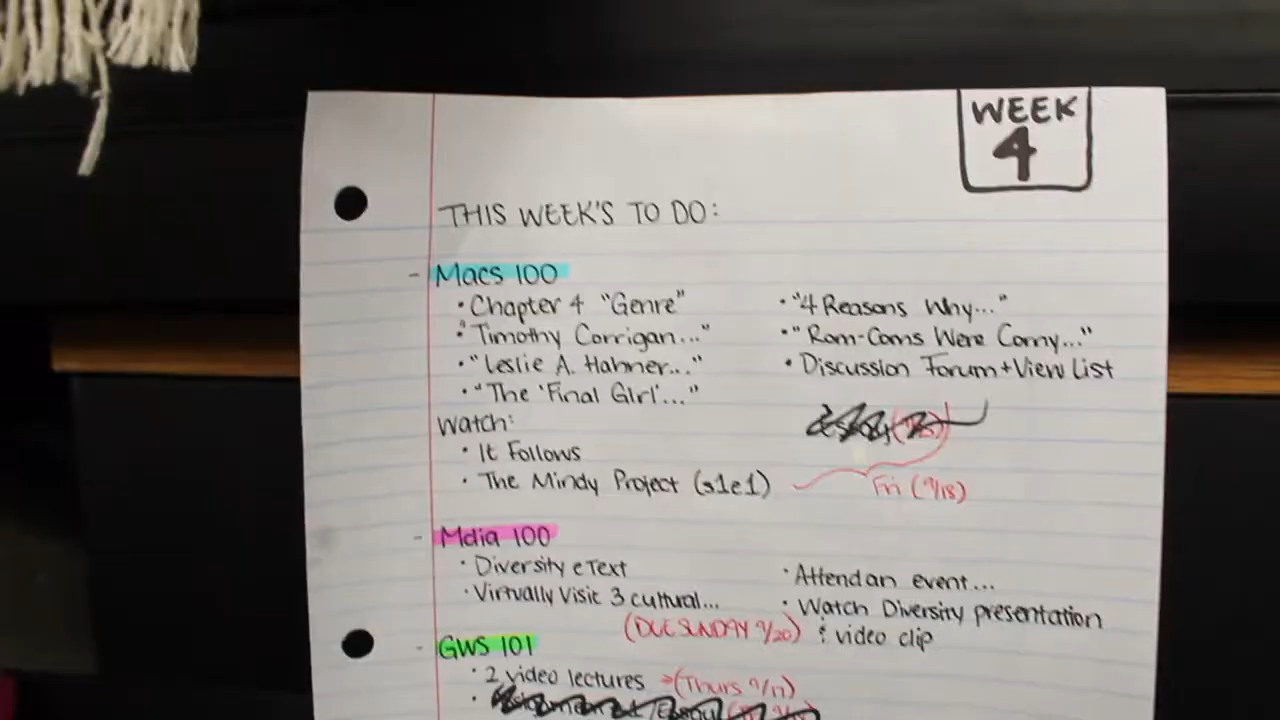 WEEK
4
THIS WEEK'S TO DO:
- Macs 100
• Chapter 4 "Genre"
• "Timothy Corrigan..."
• "Leslie A. Hahner..."
• "The 'Final Girl'..."
• "4 Reasons Why..."
• "Rom-Coms Were Corny..."
• Discussion Forum + View List
Watch:
• It Follows
• The Mindy Project (s1e1)
Fri (9/18)
- Mdia 100
• Diversity eText
• Virtually Visit 3 cultural...
• Attend an event...
• Watch Diversity presentation
& video clip
(DUE SUNDAY 9/20)
- GWS 101
• 2 video lectures → (Thurs 9/17)